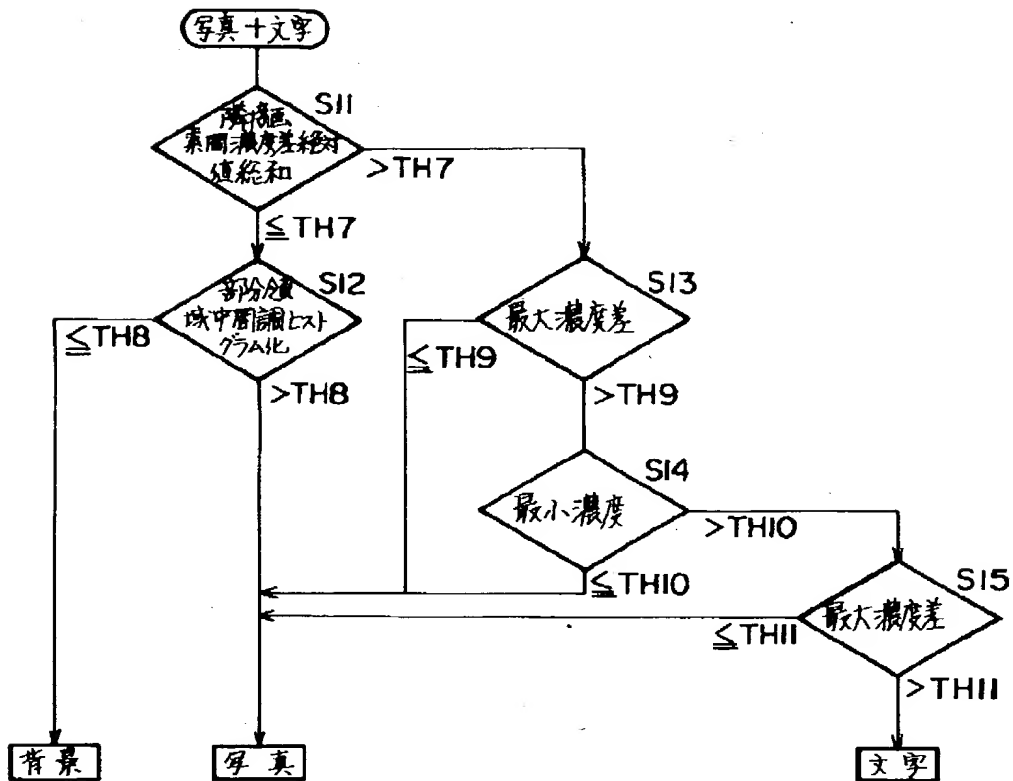 写真+文字
S11
隣接画
素間濃度差絶対
値総和
>TH7
≦TH7
S12
部分領
域中間調ヒスト
グラム化
≦TH8
>TH8
S13
最大濃度差
≦TH9
>TH9
S14
最小濃度
>TH10
≦TH10
S15
最大濃度差
≦TH11
>TH11
背景
写真
文字